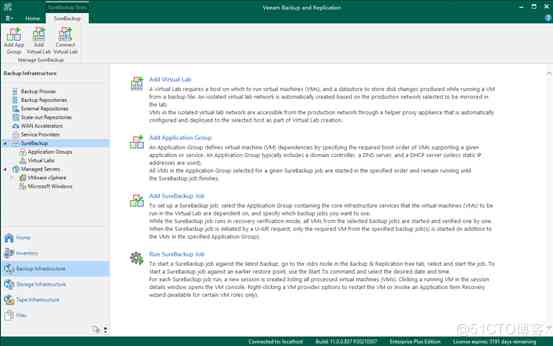 SureBackup Tools
Veeam Backup and Replication
Home
SureBackup
Add App Group
Add Virtual Lab
Connect Virtual Lab
Manage SureBackup
Backup Infrastructure
Backup Proxies
Backup Repositories
External Repositories
Scale-out Repositories
WAN Accelerators
Service Providers
SureBackup
Application Groups
Virtual Labs
Managed Servers
VMware vSphere
Microsoft Windows
Home
Inventory
Backup Infrastructure
Storage Infrastructure
Tape Infrastructure
Files
Add Virtual Lab
A Virtual Lab requires a host on which to run virtual machines (VMs), and a datastore to store disk changes produced while running a VM
from a backup file. An isolated virtual lab network is automatically created based on the production network selected to be mirrored in
the lab.
VMs in the isolated virtual lab network are accessible from the production network through a helper proxy appliance that is automatically
configured and deployed to the selected host as part of Virtual Lab creation.
Add Application Group
An Application Group defines virtual machine (VM) dependencies by specifying the required boot order of VMs supporting a given
application or service. An Application Group typically includes a domain controller, a DNS server, and a DHCP server (unless static IP
addresses are used).
All VMs in the Application Group selected for a given SureBackup job are started in the specified order and remain running until
the SureBackup job finishes.
Add SureBackup Job
To set up a SureBackup job, select the Application Group containing the core infrastructure services that the virtual machines (VMs) to be
run in the Virtual Lab are dependent on, and specify which backup jobs you want to use.
While the SureBackup job runs in recovery verification mode, all VMs from the selected backup jobs are started and verified one by one.
When the SureBackup job is initiated by a U-AIR request, only the required VM from the specified backup job(s) is started (in addition to
the VMs in the specified Application Group).
Run SureBackup Job
To start a SureBackup job against the latest backup, go to the Jobs node in the Backup & Replication tree tab, select and start the job. To
start a SureBackup job against an earlier restore point, use the Start To command and select the desired date and time.
For each SureBackup job run, a new session is created listing all processed virtual machines (VMs). Clicking a running VM in the session
details window opens the VM console. Right-clicking a VM provides options to restart the VM or invoke an Application Item Recovery
wizard (available for certain VM roles only).
Connected to: localhost
Build: 11.0.0.837 P20210507
Enterprise Plus Edition
License expires: 5181 days remaining
@51CTO博客